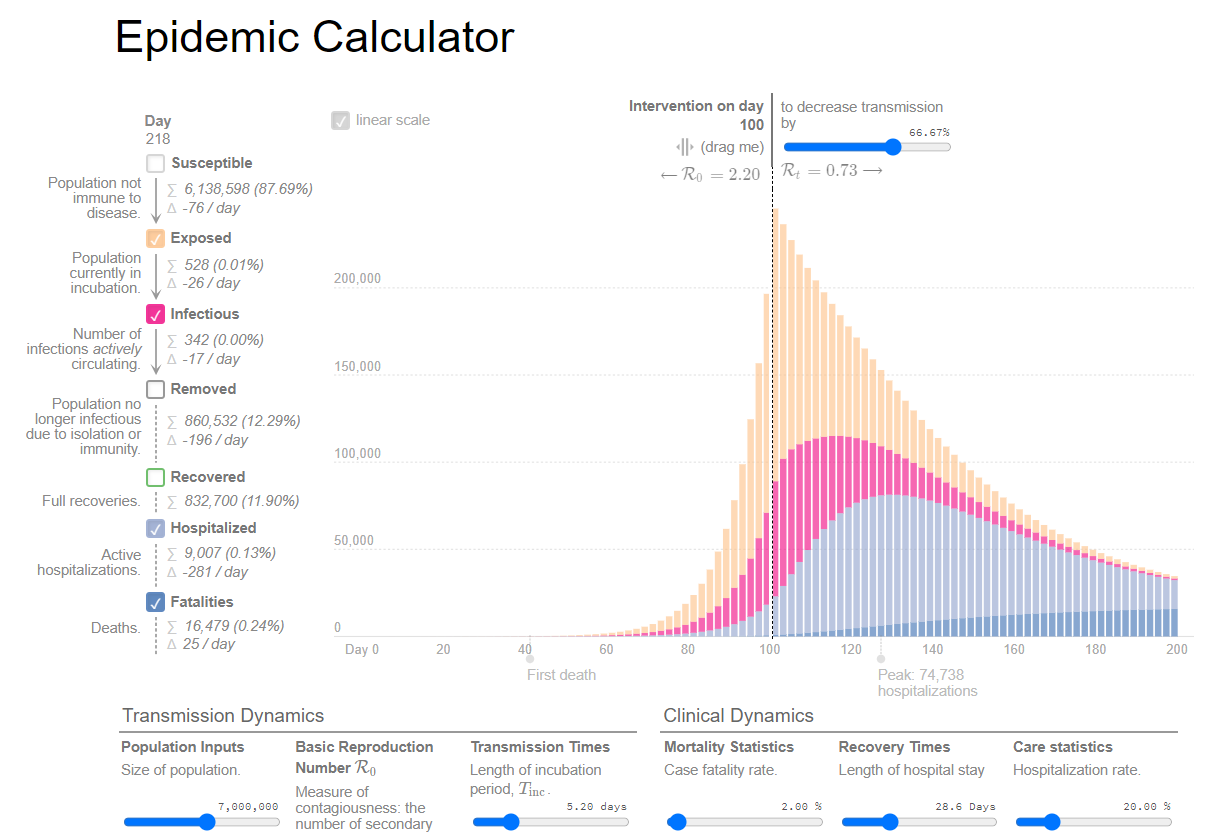 Epidemic Calculator
Day
218
linear scale
Intervention on day
100
(drag me)
← R₀ = 2.20
to decrease transmission
by
66.67%
Rₜ = 0.73 →
Susceptible
Population not
immune to
disease.
∑ 6,138,598 (87.69%)
Δ -76 / day
Exposed
Population
currently in
incubation.
∑ 528 (0.01%)
Δ -26 / day
Infectious
Number of
infections actively
circulating.
∑ 342 (0.00%)
Δ -17 / day
Removed
Population no
longer infectious
due to isolation or
immunity.
∑ 860,532 (12.29%)
Δ -196 / day
Recovered
Full recoveries.
∑ 832,700 (11.90%)
Hospitalized
Active
hospitalizations.
∑ 9,007 (0.13%)
Δ -281 / day
Fatalities
Deaths.
∑ 16,479 (0.24%)
Δ 25 / day
200,000
150,000
100,000
50,000
0
Day 0 20 40 60 80 100 120 140 160 180 200
First death
Peak: 74,738
hospitalizations
Transmission Dynamics
Population Inputs
Size of population.
7,000,000
Basic Reproduction
Number R₀
Measure of
contagiousness: the
number of secondary
Transmission Times
Length of incubation
period, Tinc.
5.20 days
Clinical Dynamics
Mortality Statistics
Case fatality rate.
2.00 %
Recovery Times
Length of hospital stay
28.6 Days
Care statistics
Hospitalization rate.
20.00 %